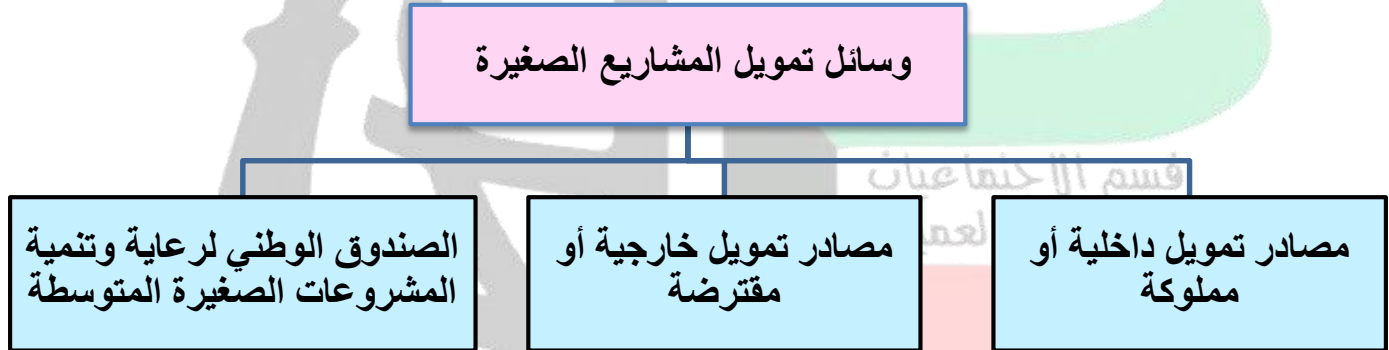 وسائل تمويل المشاريع الصغيرة
قسم الاجتماعيات
مصادر تمويل داخلية أو
مملوكة
مصادر تمويل خارجية أو
مقترضة
الصندوق الوطني لرعاية وتنمية
المشروعات الصغيرة المتوسطة